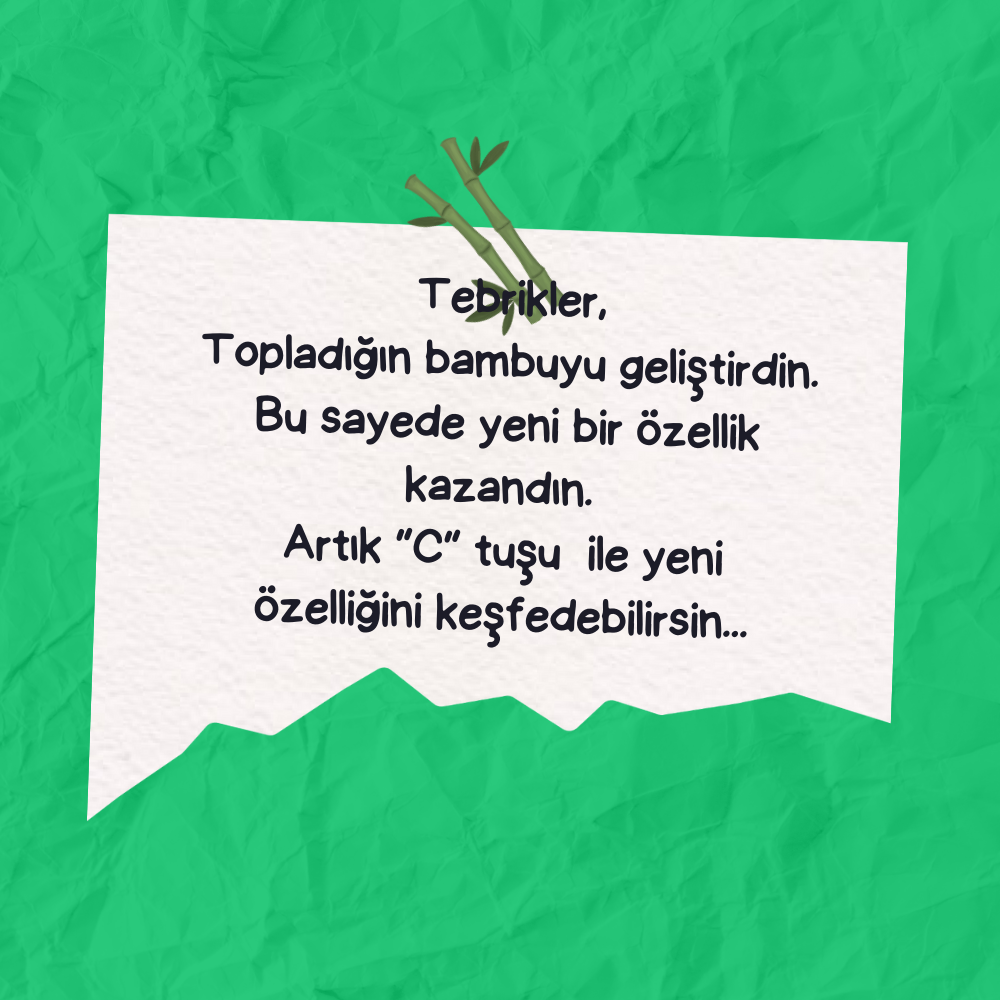 Tebrikler,
Topladığın bambuyu geliştirdin.
Bu sayede yeni bir özellik
kazandın.
Artık "C" tuşu  ile yeni
özelliğini keşfedebilirsin...